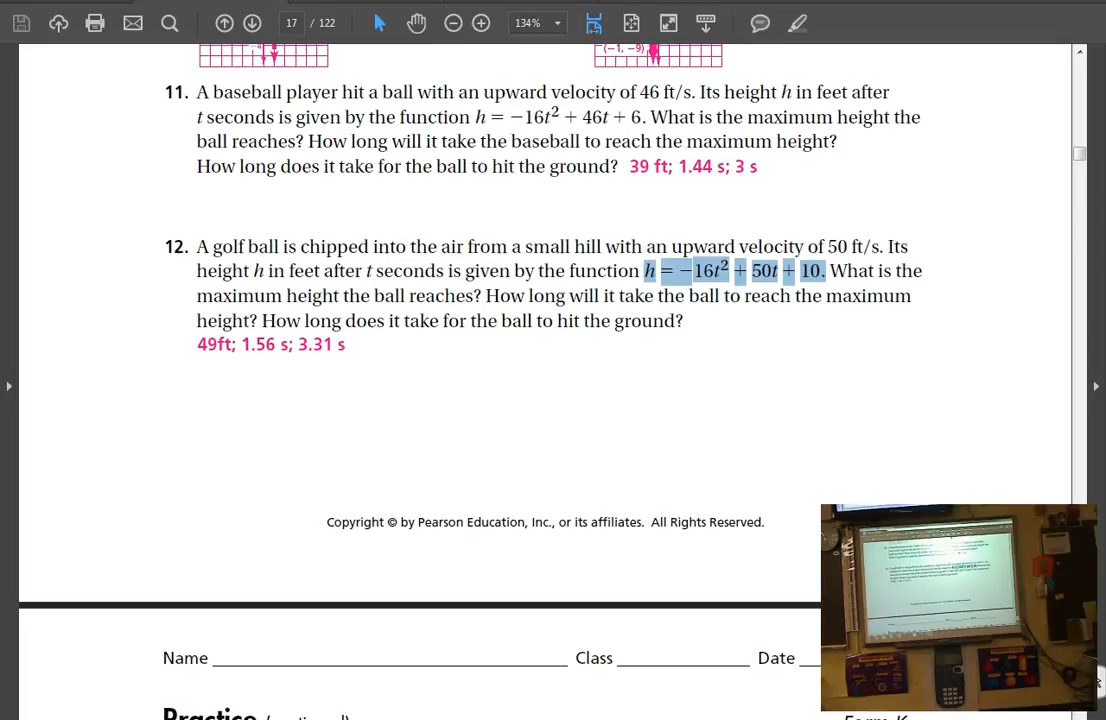 17 / 122
134%
-4
(−1, −9)
11. A baseball player hit a ball with an upward velocity of 46 ft/s. Its height h in feet after
t seconds is given by the function h = −16t² + 46t + 6. What is the maximum height the
ball reaches? How long will it take the baseball to reach the maximum height?
How long does it take for the ball to hit the ground? 39 ft; 1.44 s; 3 s
12. A golf ball is chipped into the air from a small hill with an upward velocity of 50 ft/s. Its
height h in feet after t seconds is given by the function h = −16t² + 50t + 10. What is the
maximum height the ball reaches? How long will it take the ball to reach the maximum
height? How long does it take for the ball to hit the ground?
49ft; 1.56 s; 3.31 s
Copyright © by Pearson Education, Inc., or its affiliates. All Rights Reserved.
Name Class Date
Practice (continued) Form K